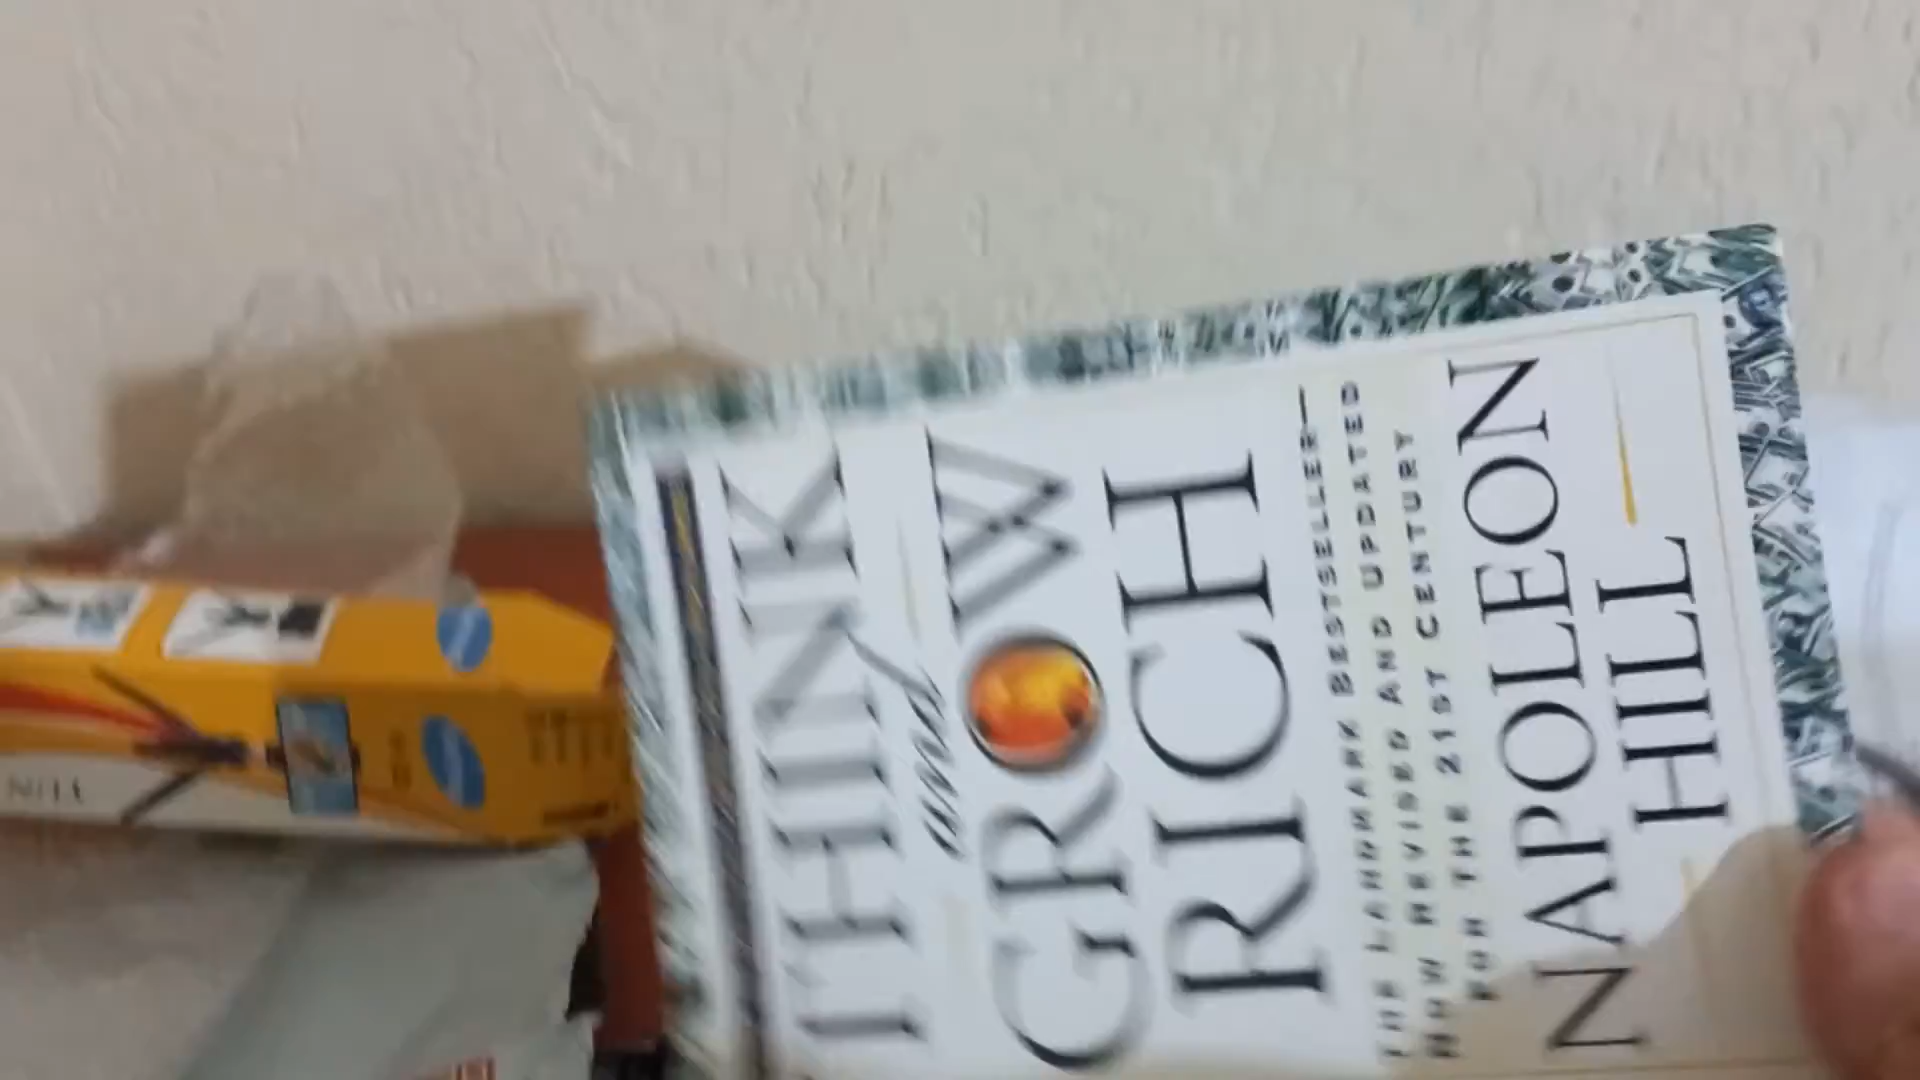 THINK
and
GROW
RICH
THE LANDMARK BESTSELLER—
NOW REVISED AND UPDATED
FOR THE 21ST CENTURY
NAPOLEON
HILL